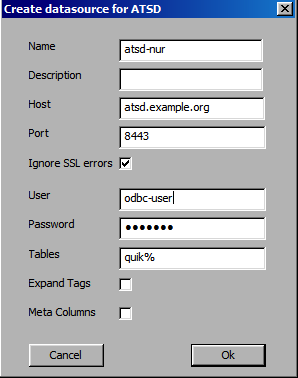 Create datasource for ATSD
Name atsd-nur
Description
Host atsd.example.org
Port 8443
Ignore SSL errors
User odbc-user
Password •••••••
Tables quik%
Expand Tags
Meta Columns
Cancel Ok